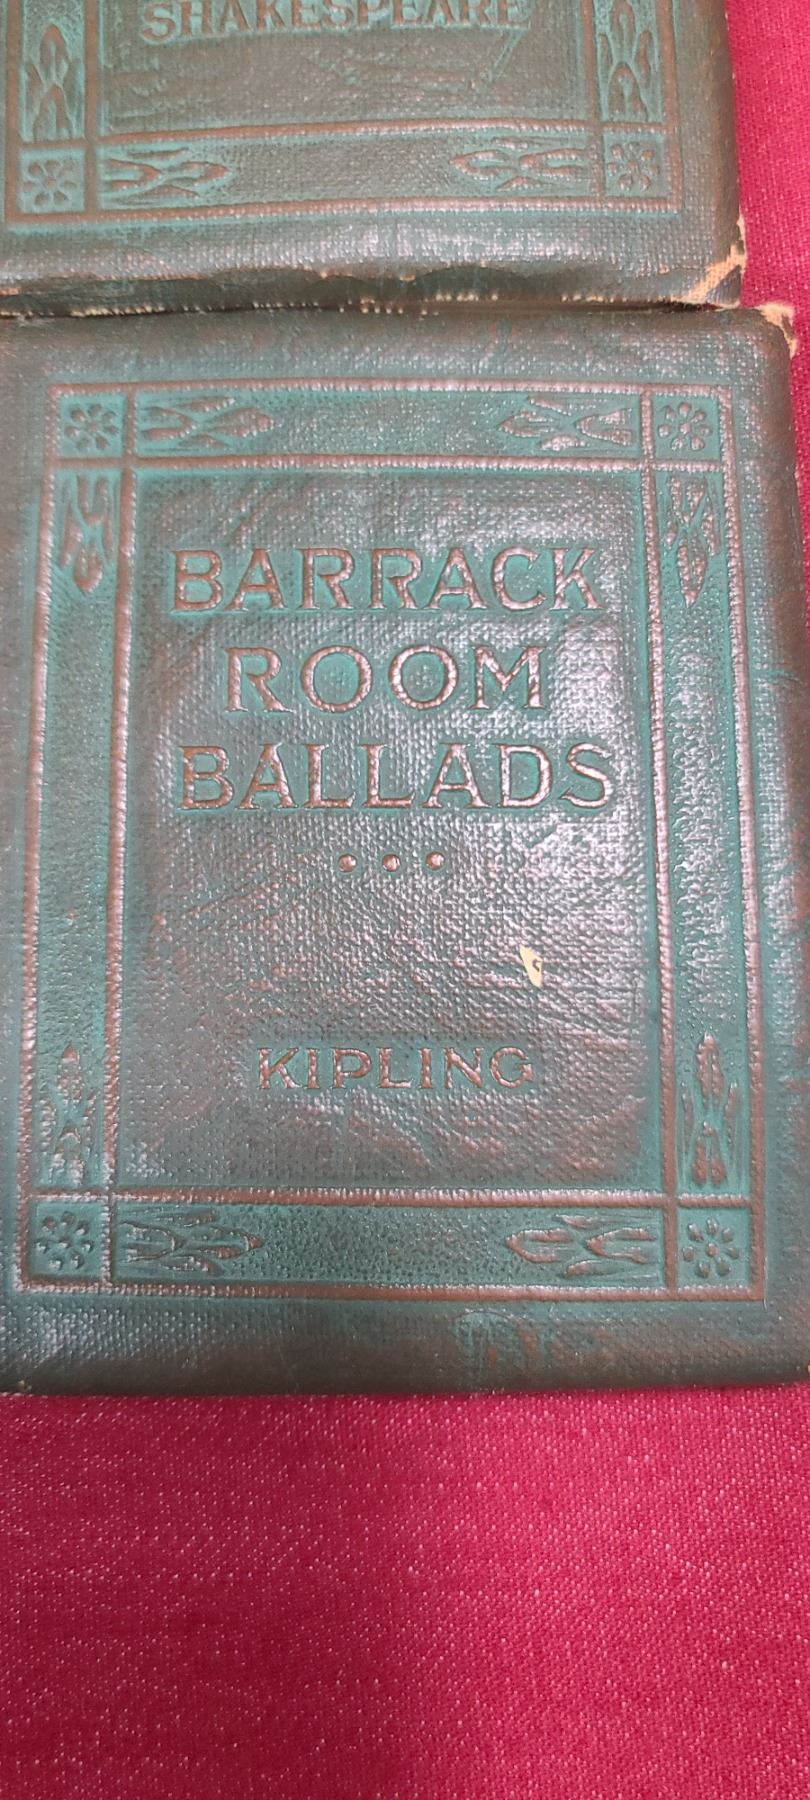 SHAKESPEARE
BARRACK
ROOM
BALLADS
• • •
KIPLING